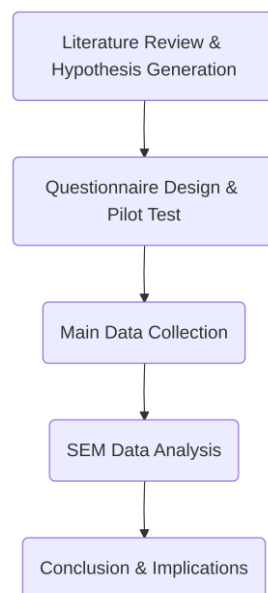 Literature Review &
Hypothesis Generation
Questionnaire Design &
Pilot Test
Main Data Collection
SEM Data Analysis
Conclusion & Implications